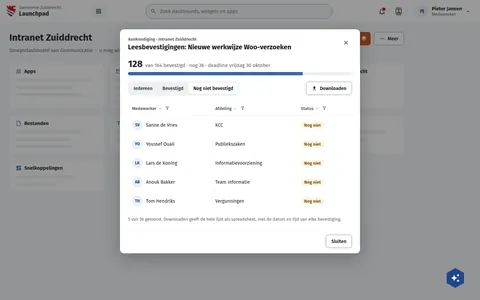 Gemeente Zuiddrecht
Launchpad
Zoek dashboards, widgets en apps
Pieter Jansen
Medewerker
Intranet Zuiddrecht
Meer
Apps
Bestanden
Snelkoppelingen
Aankondiging · Intranet Zuiddrecht
Leesbevestigingen: Nieuwe werkwijze Woo-verzoeken
128 van 164 bevestigd · nog 36 · deadline vrijdag 30 oktober
Iedereen Bevestigd Nog niet bevestigd Downloaden
Medewerker Afdeling Status
SV Sanne de Vries KCC Nog niet
YO Youssef Ouali Publiekszaken Nog niet
LK Lars de Koning Informatievoorziening Nog niet
AB Anouk Bakker Team Informatie Nog niet
TH Tom Hendriks Vergunningen Nog niet
5 van 36 getoond. Downloaden geeft de hele lijst als spreadsheet, met de datum en tijd van elke bevestiging.
Sluiten